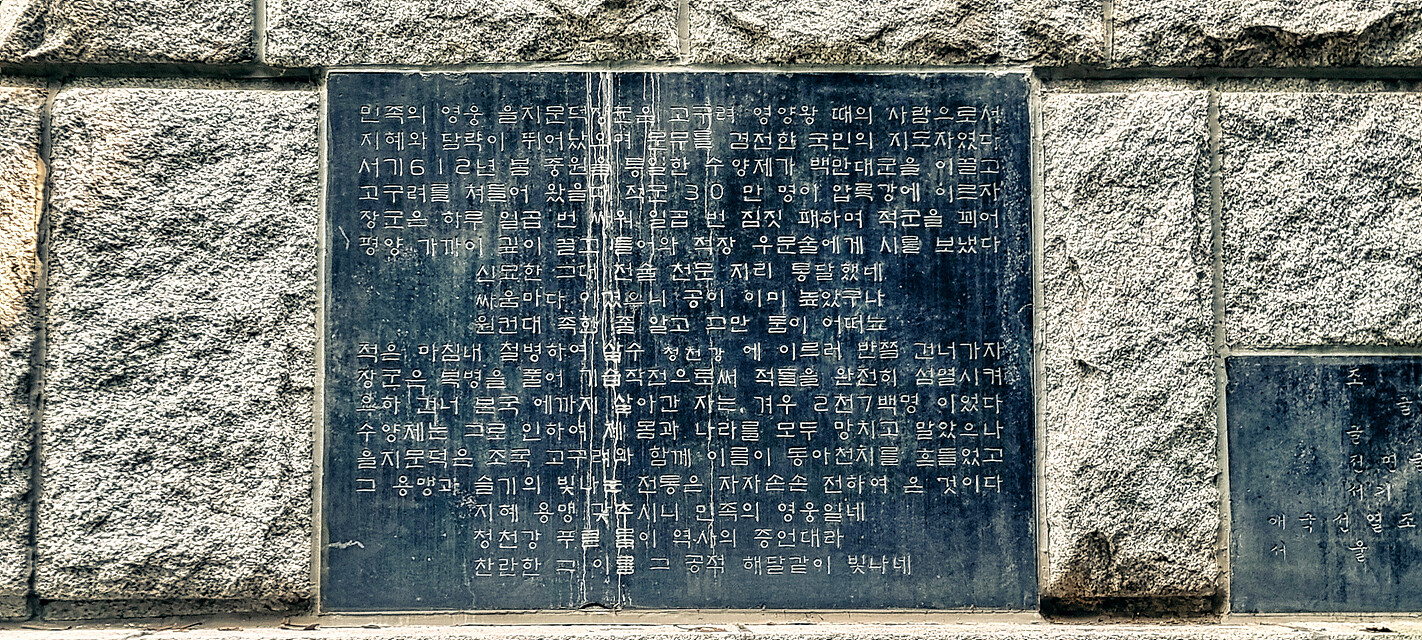 민족의 영웅 을지문덕장군은 고구려 영양왕 때의 사람으로서
지혜와 담략이 뛰어났으며 문무를 겸전한 국민의 지도자였다
서기612년 봄 중원을 통일한 수양제가 백만대군을 이끌고
고구려를 쳐들어 왔을때 적군 30만 명이 압록강에 이르자
장군은 하루 일곱 번 싸워 일곱 번 짐짓 패하며 적군을 꾀어
평양 가까이 깊이 끌고 들어와 적장 우문술에게 시를 보냈다
신묘한 그대 전술 천문 지리 통달했네
싸움마다 이겼으니 공이 이미 높았구나
원컨대 족함 줄 알고 그만 둠이 어떠뇨
적은 마침내 철병하여 살수 청천강 에 이르러 반쯤 건너가자
장군은 복병을 풀어 기습작전으로써 적들을 완전히 섬멸시켜
요하 건너 본국 에까지 살아간 자는 겨우 2천7백명 이었다
수양제는 그로 인하여 제 몸과 나라를 모두 망치고 말았으나
을지문덕은 조국 고구려와 함께 이름이 동아천지를 흔들었고
그 용맹과 슬기의 빛나는 전통은 자자손손 전하여 온 것이다
지혜 용맹 갖추시니 민족의 영웅일네
청천강 푸른 물이 역사의 증언대라
찬란한 그 이름 그 공적 해달같이 빛나네
조
글
글
진 민
서 기
애 국 선 열 조
서 울